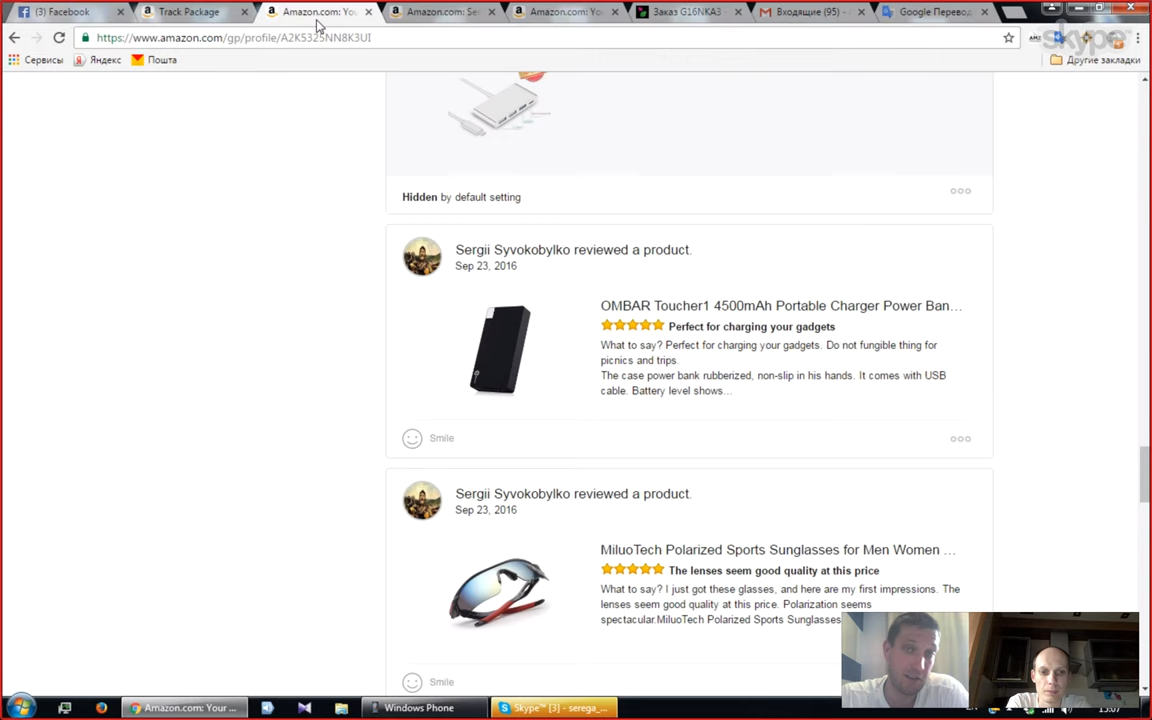 (3) Facebook
Track Package
Amazon.com: Yo
Amazon.com: Se
Amazon.com: Yo
Заказ G16NKA3
Входящие (95) -
Google Перевод
https://www.amazon.com/gp/profile/A2K5325NN8K3UI
skype
Сервисы
Яндекс
Почта
Другие закладки
Hidden by default setting
Sergii Syvokobylko reviewed a product.
Sep 23, 2016
OMBAR Toucher1 4500mAh Portable Charger Power Ban…
Perfect for charging your gadgets
What to say? Perfect for charging your gadgets. Do not fungible thing for
picnics and trips.
The case power bank rubberized, non-slip in his hands. It comes with USB
cable. Battery level shows...
Smile
Sergii Syvokobylko reviewed a product.
Sep 23, 2016
MiluoTech Polarized Sports Sunglasses for Men Women …
The lenses seem good quality at this price
What to say? I just got these glasses, and here are my first impressions. The
lenses seem good quality at this price. Polarization seems
spectacular.MiluoTech Polarized Sports Sunglasses
Smile
Amazon.com: Your ...
Windows Phone
Skype™ [3] - serega_...
15:07